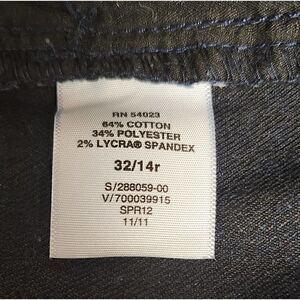 RN 54023
64% COTTON
34% POLYESTER
2% LYCRA® SPANDEX
32/14r
S/288059-00
V/700039915
SPR12
11/11